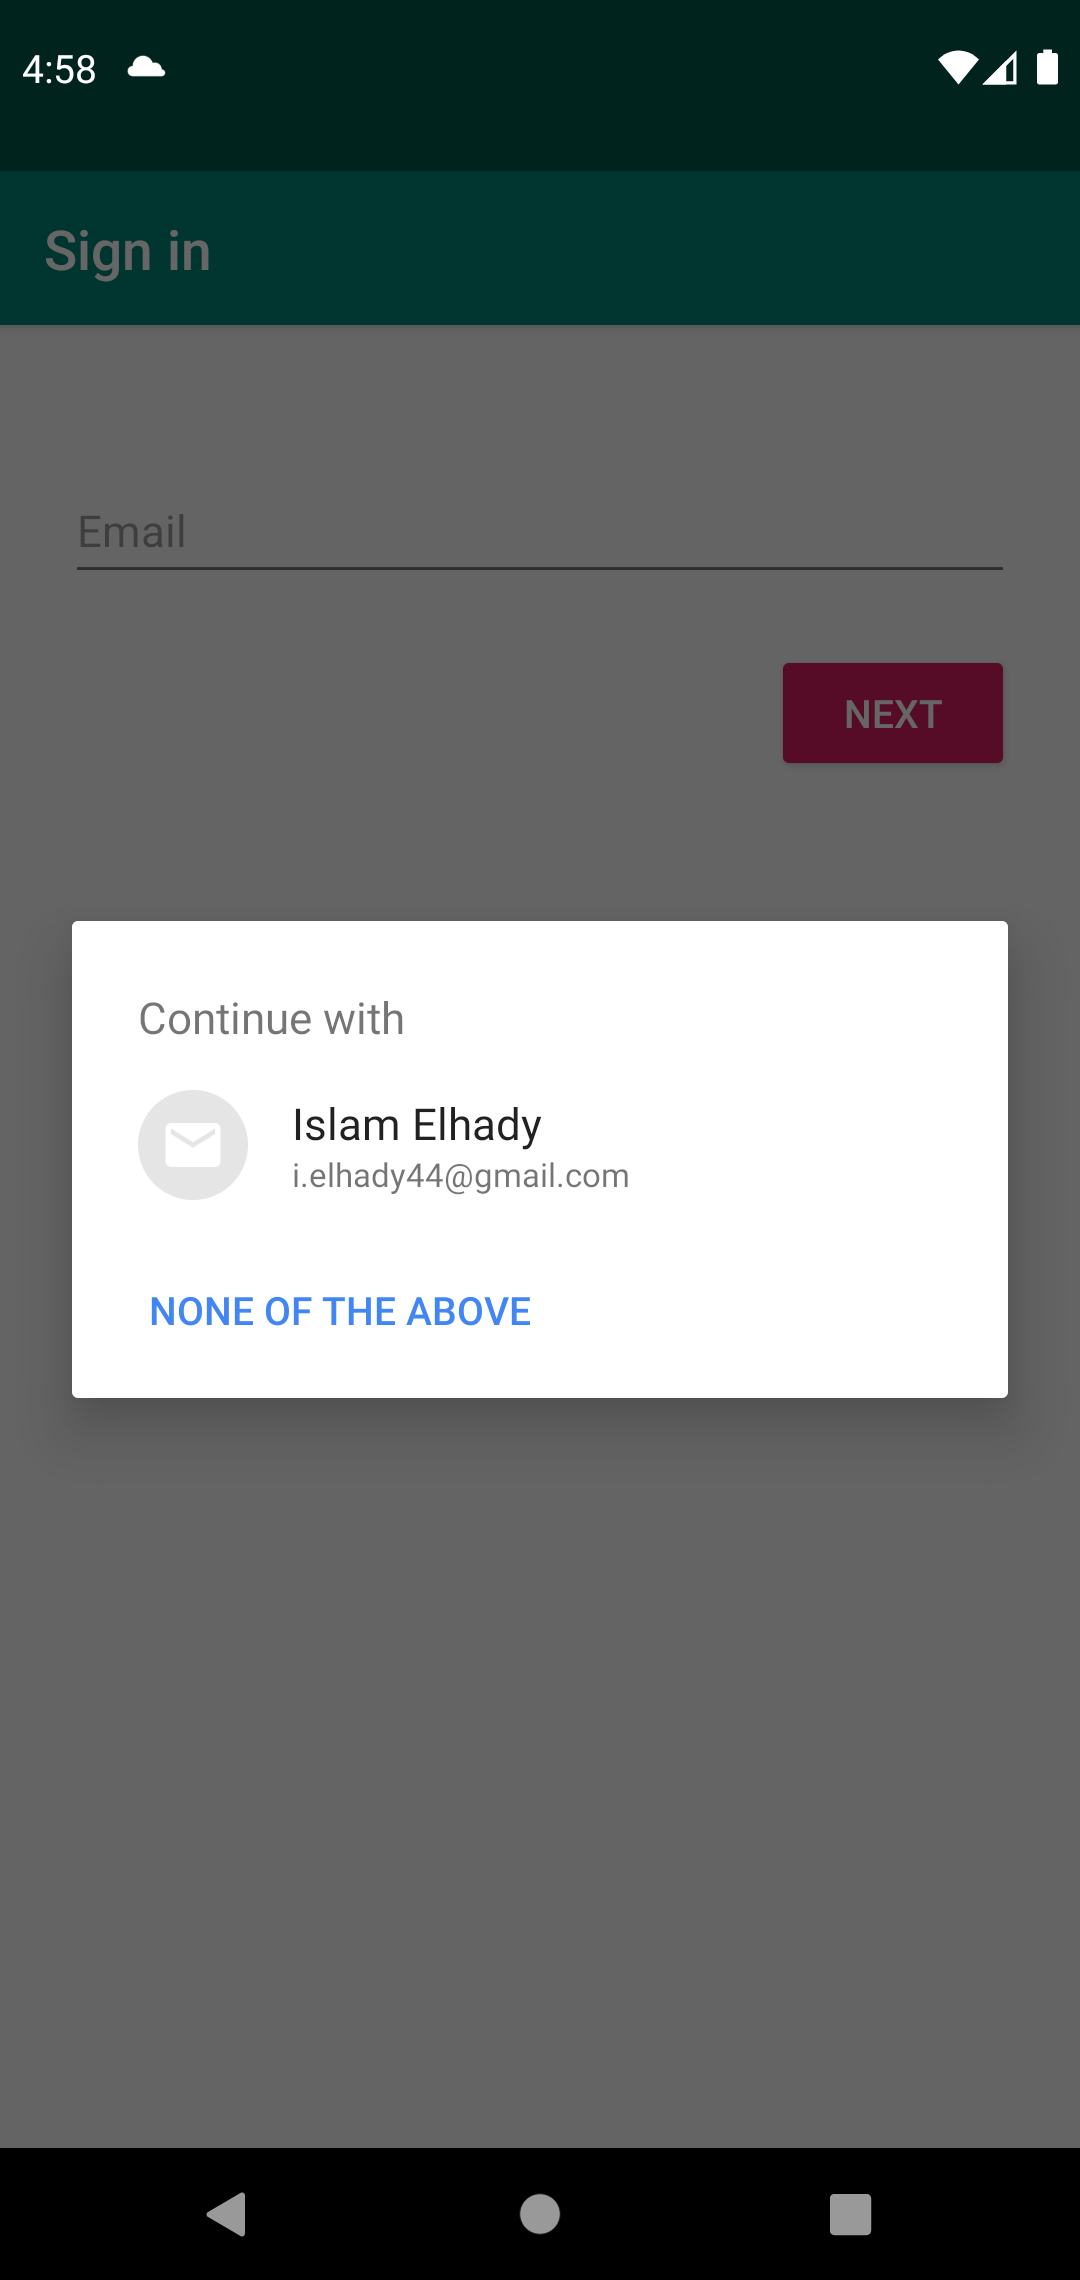 4:58
Sign in
Email
NEXT
Continue with
Islam Elhady
i.elhady44@gmail.com
NONE OF THE ABOVE